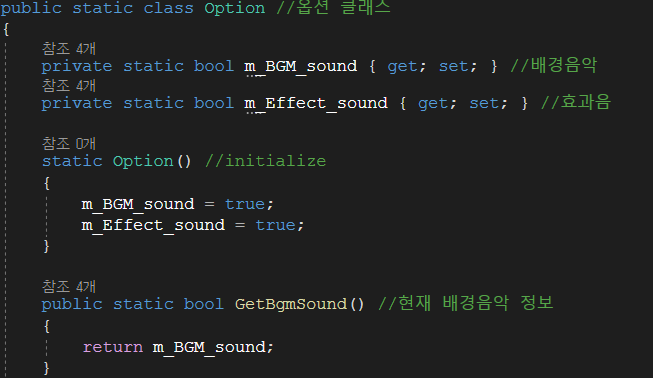 public static class Option //옵션 클래스
{
참조 4개
private static bool m_BGM_sound { get; set; } //배경음악
참조 4개
private static bool m_Effect_sound { get; set; } //효과음
참조 0개
static Option() //initialize
{
m_BGM_sound = true;
m_Effect_sound = true;
}
참조 4개
public static bool GetBgmSound() //현재 배경음악 정보
{
return m_BGM_sound;
}